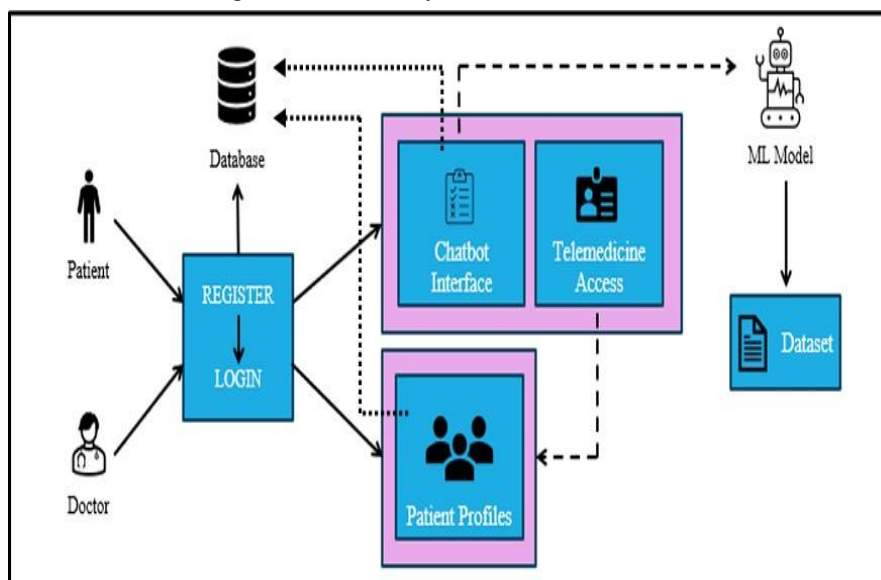 Database
ML Model
Patient
Chatbot
Interface
Telemedicine
Access
REGISTER
LOGIN
Dataset
Doctor
Patient Profiles